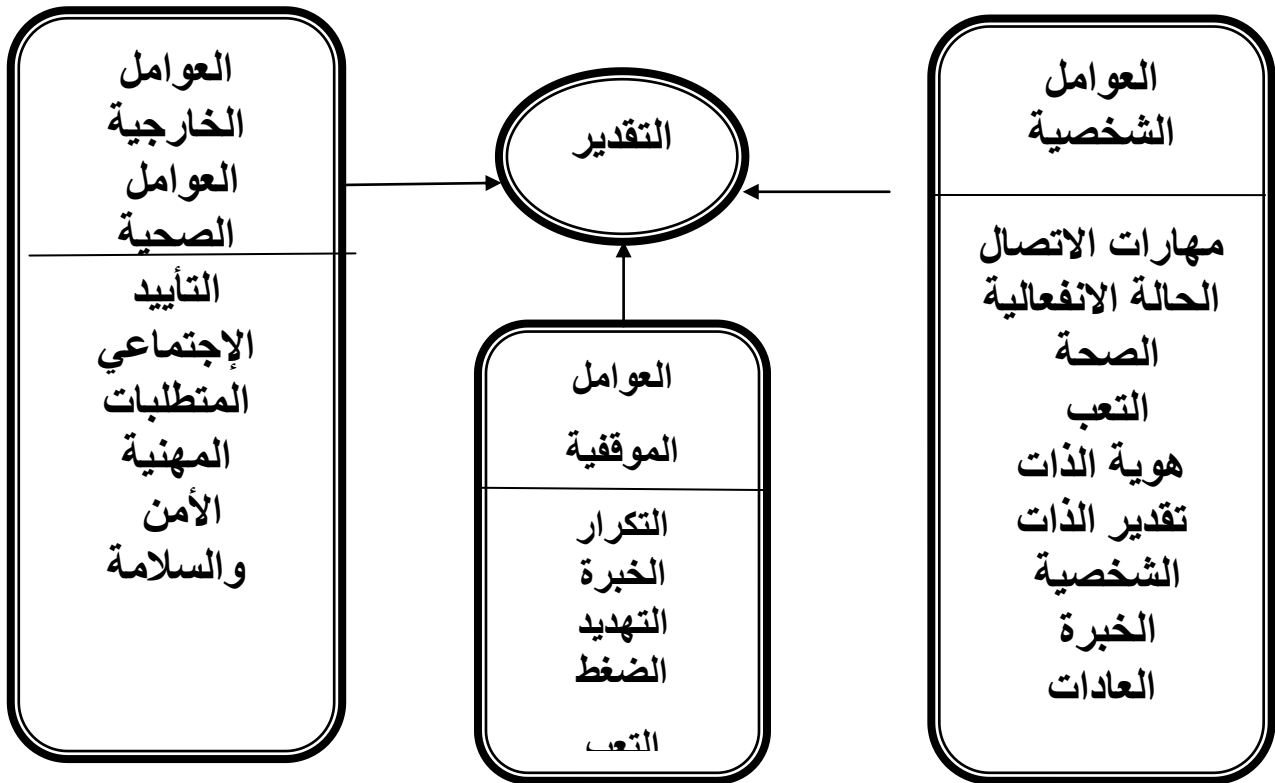 العوامل
الشخصية
مهارات الاتصال
الحالة الانفعالية
الصحة
التعب
هوية الذات
تقدير الذات
الشخصية
الخبرة
العادات
التقدير
العوامل
الموقفية
التكرار
الخبرة
التهديد
الضغط
التعب
العوامل
الخارجية
العوامل
الصحية
التأييد
الإجتماعي
المتطلبات
المهنية
الأمن
والسلامة